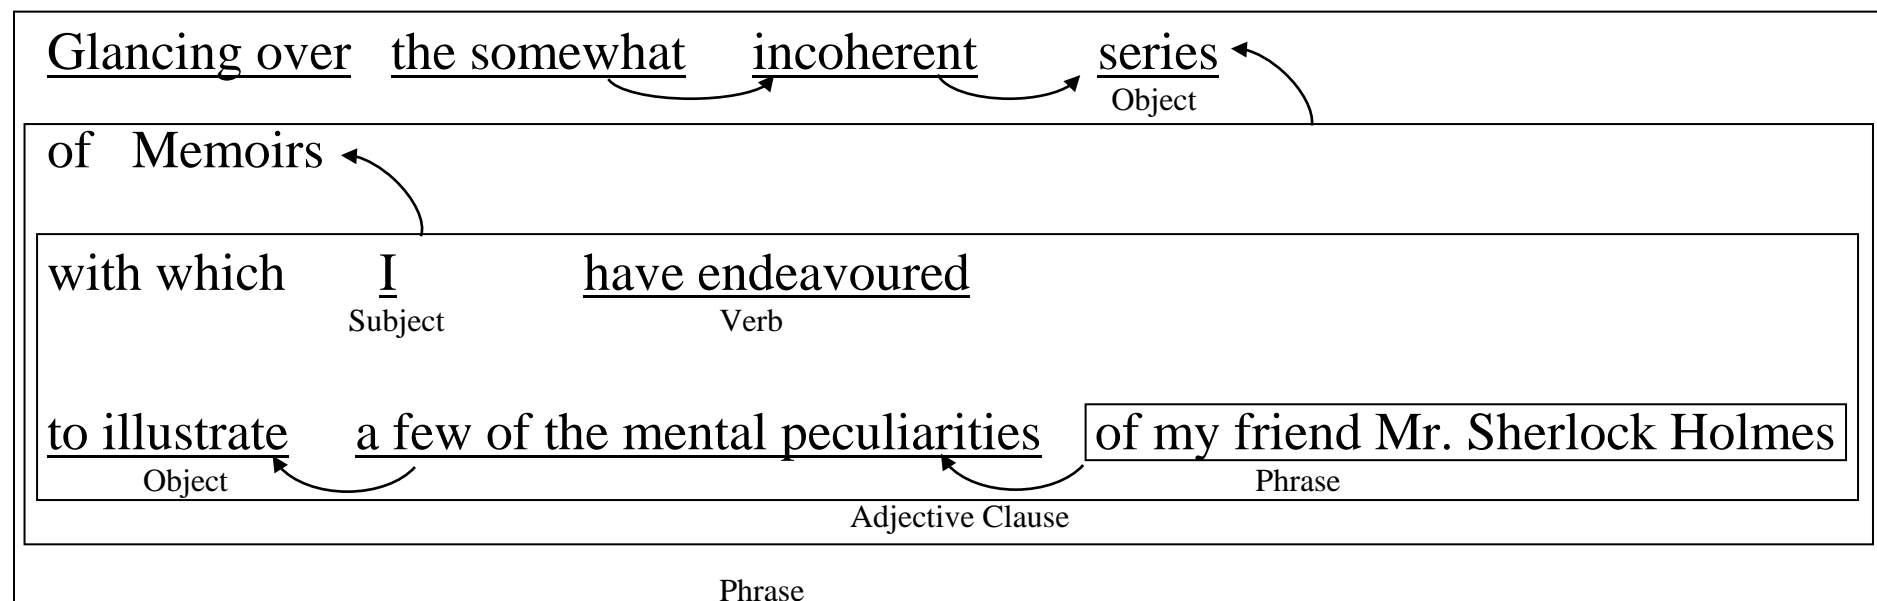 Glancing over the somewhat incoherent series
Object
of Memoirs
with which I have endeavoured
Subject Verb
to illustrate a few of the mental peculiarities of my friend Mr. Sherlock Holmes
Object Phrase
Adjective Clause
Phrase